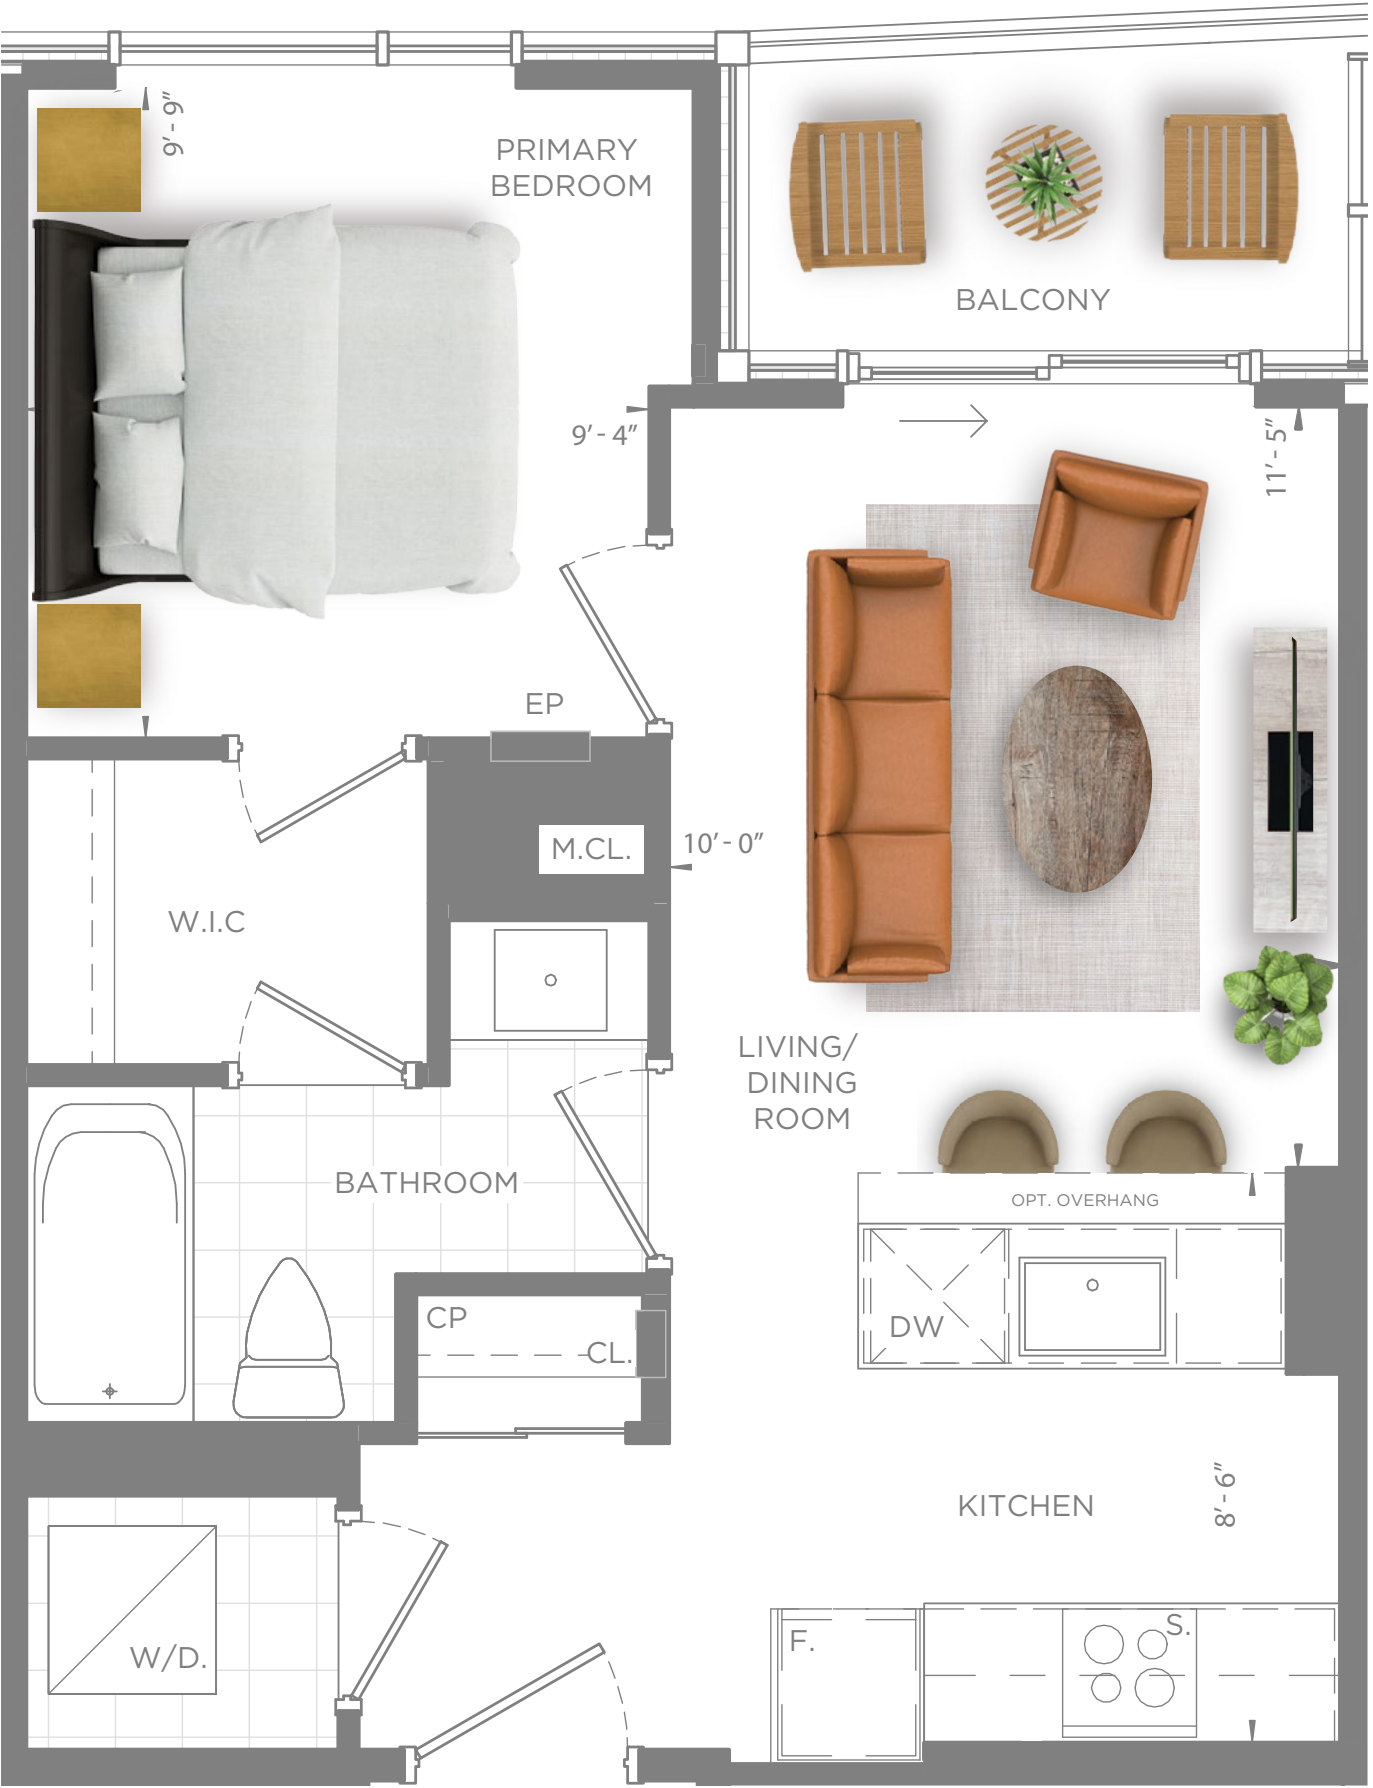 9'- 9"
PRIMARY
BEDROOM
BALCONY
9'- 4"
11'- 5"
EP
M.CL.
10'- 0"
W.I.C
LIVING/
DINING
ROOM
BATHROOM
OPT. OVERHANG
CP
CL.
DW
KITCHEN
8'- 6"
W/D.
F.
S.